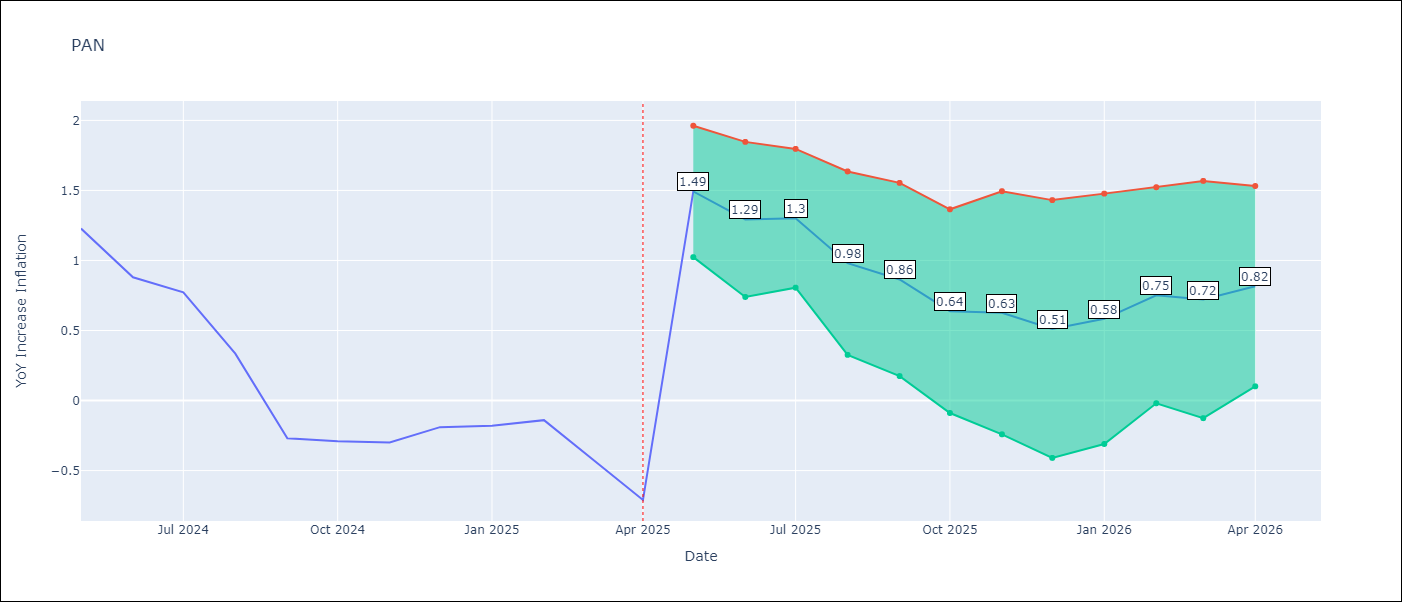 PAN
YoY Increase Inflation
2
1.5
1
0.5
0
−0.5
1.49
1.29
1.3
0.98
0.86
0.64
0.63
0.51
0.58
0.75
0.72
0.82
Jul 2024
Oct 2024
Jan 2025
Apr 2025
Jul 2025
Oct 2025
Jan 2026
Apr 2026
Date